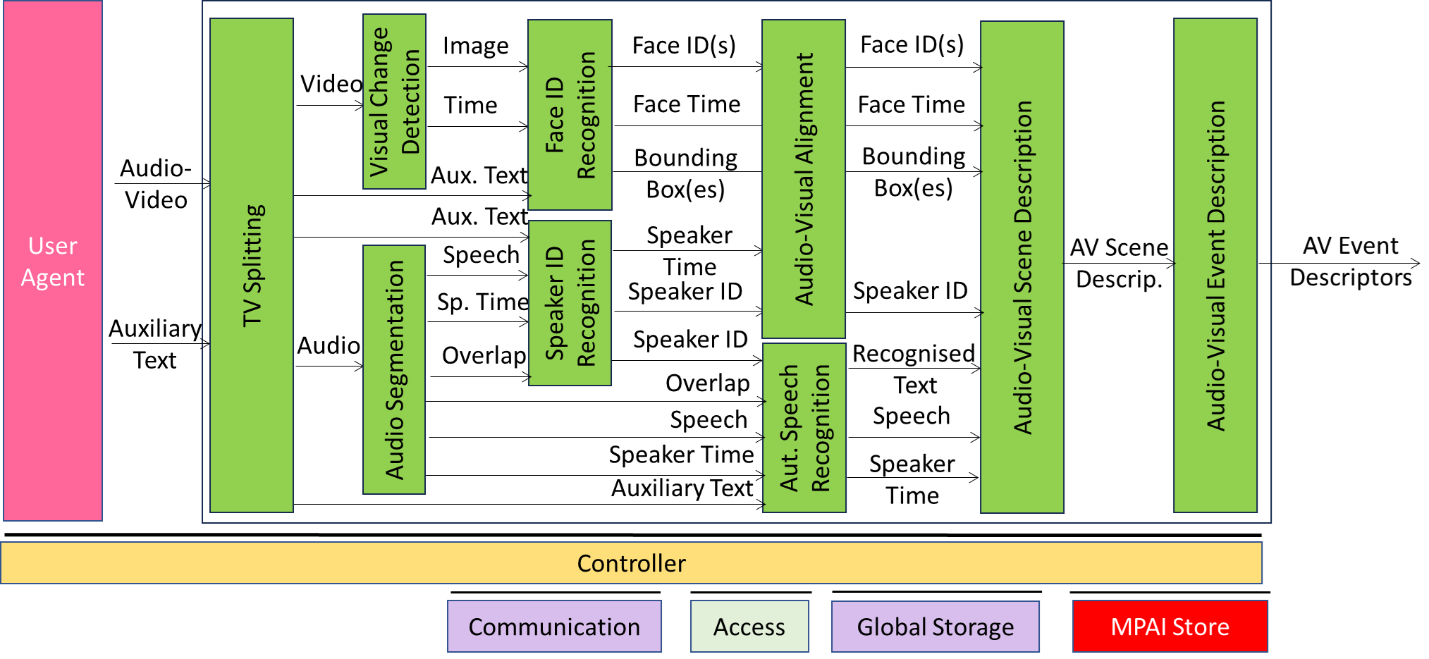 User
Agent
Audio-
Video
Auxiliary
Text
TV Splitting
Video
Audio
Visual Change
Detection
Audio Segmentation
Image
Time
Aux. Text
Aux. Text
Speech
Sp. Time
Overlap
Face ID
Recognition
Speaker ID
Recognition
Face ID(s)
Face Time
Bounding
Box(es)
Speaker
Time
Speaker ID
Speaker ID
Overlap
Speech
Speaker Time
Auxiliary Text
Audio-Visual Alignment
Aut. Speech
Recognition
Face ID(s)
Face Time
Bounding
Box(es)
Speaker ID
Recognised
Text
Speech
Speaker
Time
Audio-Visual Scene Description
AV Scene
Descrip.
Audio-Visual Event Description
AV Event
Descriptors
Controller
Communication
Access
Global Storage
MPAI Store